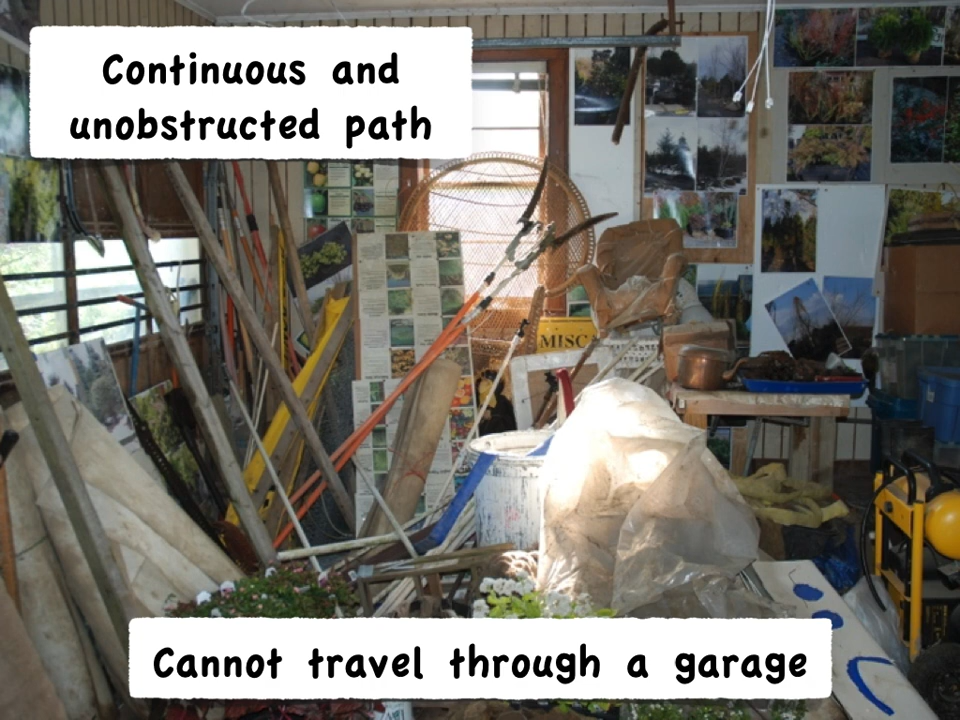 Continuous and
unobstructed path
MISC
Cannot travel through a garage